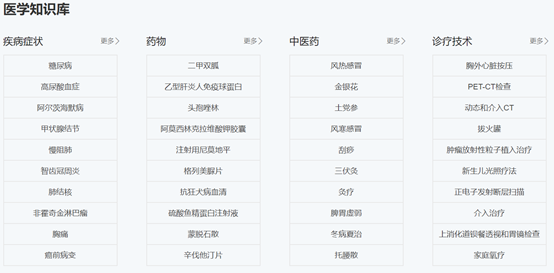 医学知识库
疾病症状 更多>
糖尿病
高尿酸血症
阿尔茨海默病
甲状腺结节
慢阻肺
智齿冠周炎
肺结核
非霍奇金淋巴瘤
胸痛
癌前病变
药物 更多>
二甲双胍
乙型肝炎人免疫球蛋白
头孢唑林
阿莫西林克拉维酸钾胶囊
注射用尼莫地平
格列美脲片
抗狂犬病血清
硫酸鱼精蛋白注射液
蒙脱石散
辛伐他汀片
中医药 更多>
风热感冒
金银花
土党参
风寒感冒
刮痧
三伏灸
灸疗
脾胃虚弱
冬病夏治
托腰散
诊疗技术 更多>
胸外心脏按压
PET-CT检查
动态和介入CT
拔火罐
肿瘤放射性粒子植入治疗
新生儿光照疗法
正电子发射断层扫描
介入治疗
上消化道钡餐透视和胃镜检查
家庭氧疗